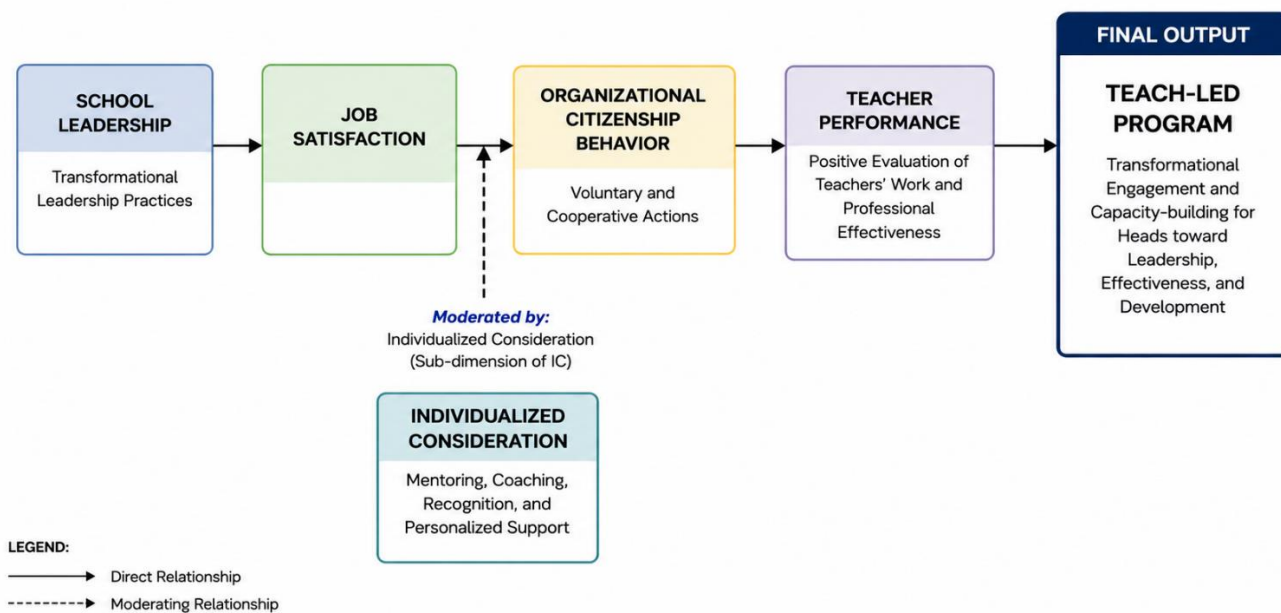 SCHOOL
LEADERSHIP
Transformational
Leadership Practices
JOB
SATISFACTION
ORGANIZATIONAL
CITIZENSHIP
BEHAVIOR
Voluntary and
Cooperative Actions
TEACHER
PERFORMANCE
Positive Evaluation of
Teachers' Work and
Professional
Effectiveness
FINAL OUTPUT
TEACH-LED
PROGRAM
Transformational
Engagement and
Capacity-building for
Heads toward
Leadership,
Effectiveness, and
Development
Moderated by:
Individualized Consideration
(Sub-dimension of IC)
INDIVIDUALIZED
CONSIDERATION
Mentoring, Coaching,
Recognition, and
Personalized Support
LEGEND:
Direct Relationship
Moderating Relationship